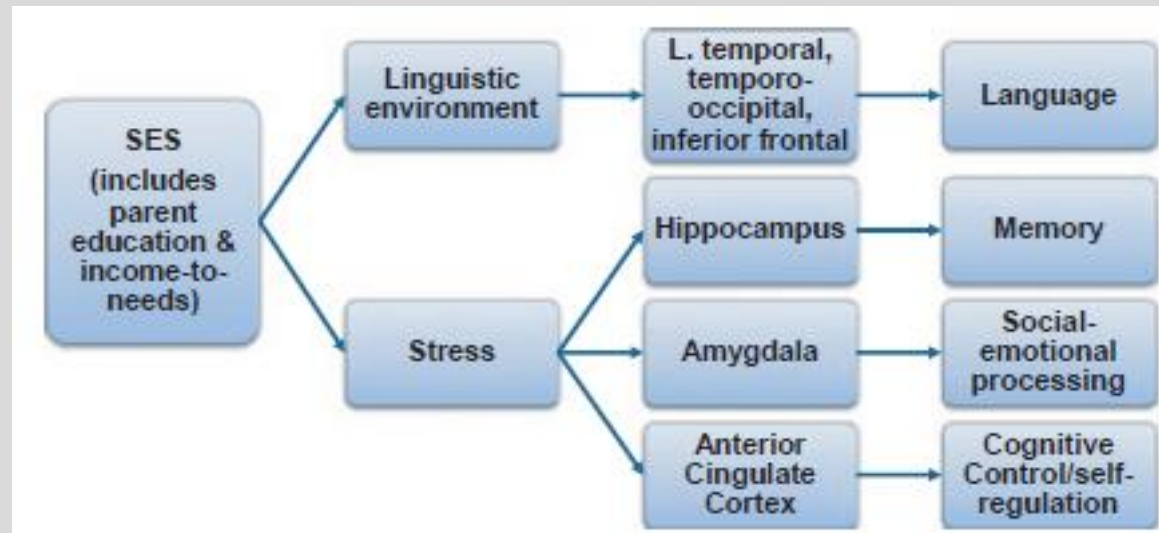 SES
(includes
parent
education &
income-to-
needs)
Linguistic
environment
L. temporal,
temporo-
occipital,
inferior frontal
Language
Stress
Hippocampus
Memory
Amygdala
Social-
emotional
processing
Anterior
Cingulate
Cortex
Cognitive
Control/self-
regulation